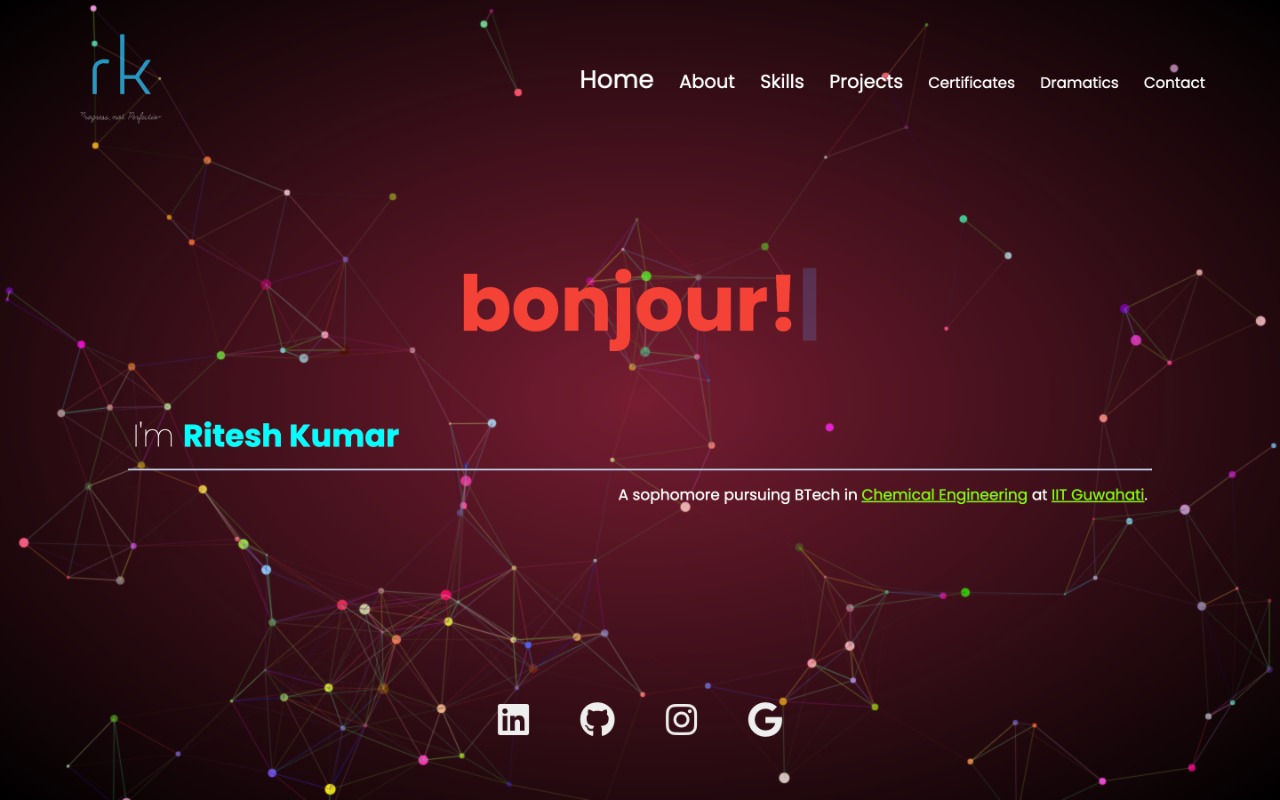 rk
Progress, not Perfection
Home About Skills Projects Certificates Dramatics Contact
bonjour!
I'm Ritesh Kumar
A sophomore pursuing BTech in Chemical Engineering at IIT Guwahati.